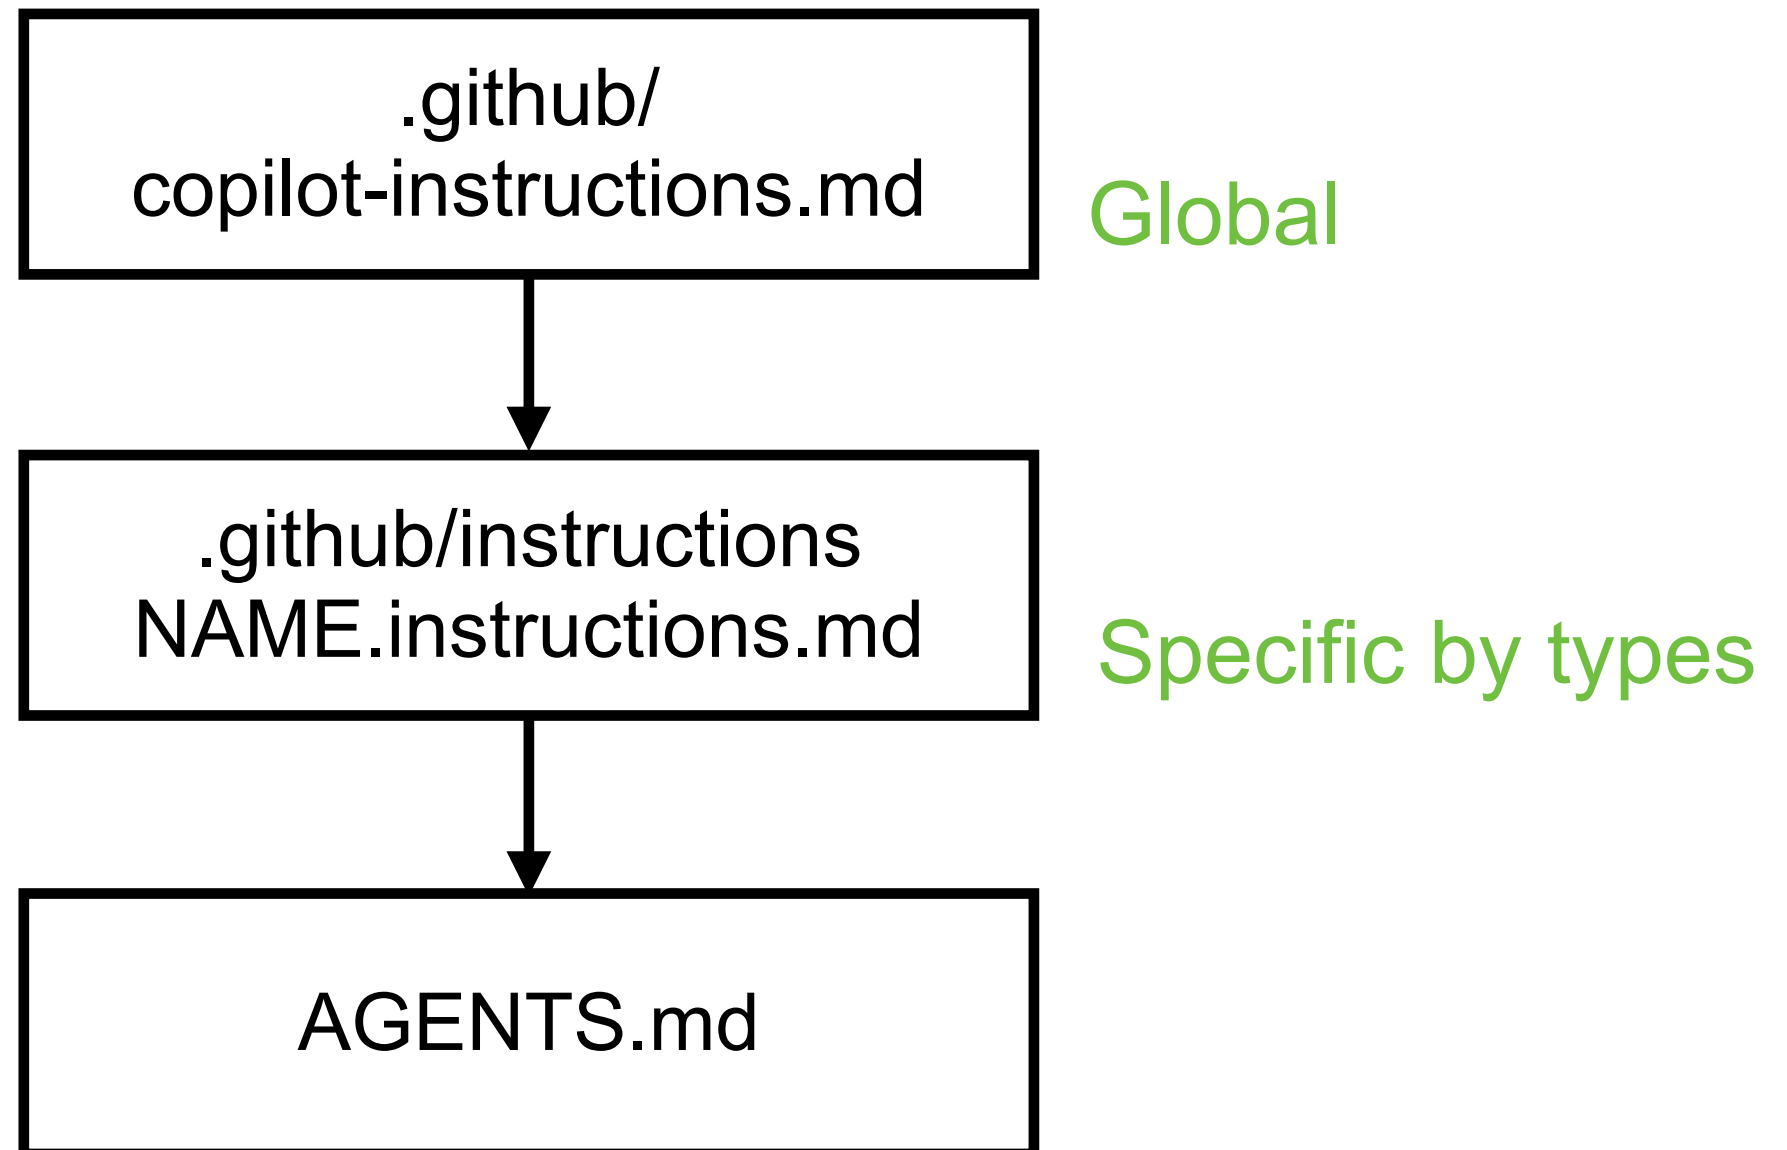 .github/
copilot-instructions.md
Global
.github/instructions
NAME.instructions.md
Specific by types
AGENTS.md